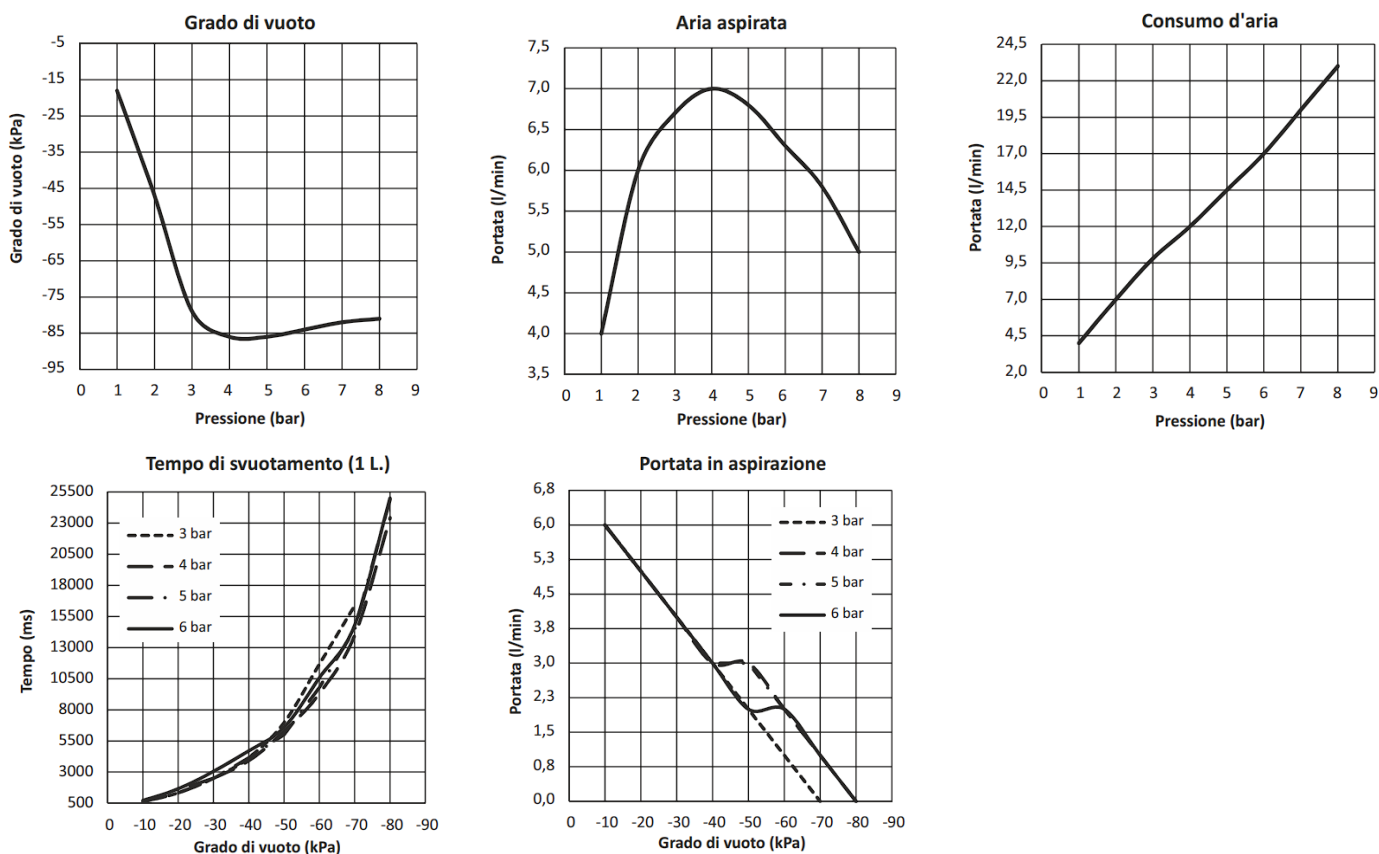 Grado di vuoto
Grado di vuoto (kPa)
-5
-15
-25
-35
-45
-55
-65
-75
-85
-95
0 1 2 3 4 5 6 7 8 9
Pressione (bar)
Aria aspirata
Portata (l/min)
7,5
7,0
6,5
6,0
5,5
5,0
4,5
4,0
3,5
0 1 2 3 4 5 6 7 8 9
Pressione (bar)
Consumo d'aria
Portata (l/min)
24,5
22,0
19,5
17,0
14,5
12,0
9,5
7,0
4,5
2,0
0 1 2 3 4 5 6 7 8 9
Pressione (bar)
Tempo di svuotamento (1 L.)
Tempo (ms)
25500
23000
20500
18000
15500
13000
10500
8000
5500
3000
500
3 bar
4 bar
5 bar
6 bar
0 -10 -20 -30 -40 -50 -60 -70 -80 -90
Grado di vuoto (kPa)
Portata in aspirazione
Portata (l/min)
6,8
6,0
5,3
4,5
3,8
3,0
2,3
1,5
0,8
0,0
3 bar
4 bar
5 bar
6 bar
0 -10 -20 -30 -40 -50 -60 -70 -80 -90
Grado di vuoto (kPa)